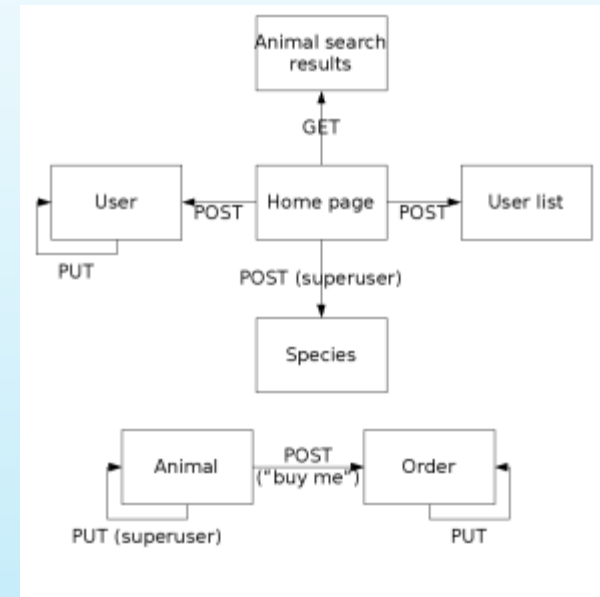 Animal search
results
GET
User
POST
Home page
POST
User list
PUT
POST (superuser)
Species
Animal
POST
("buy me")
Order
PUT (superuser)
PUT